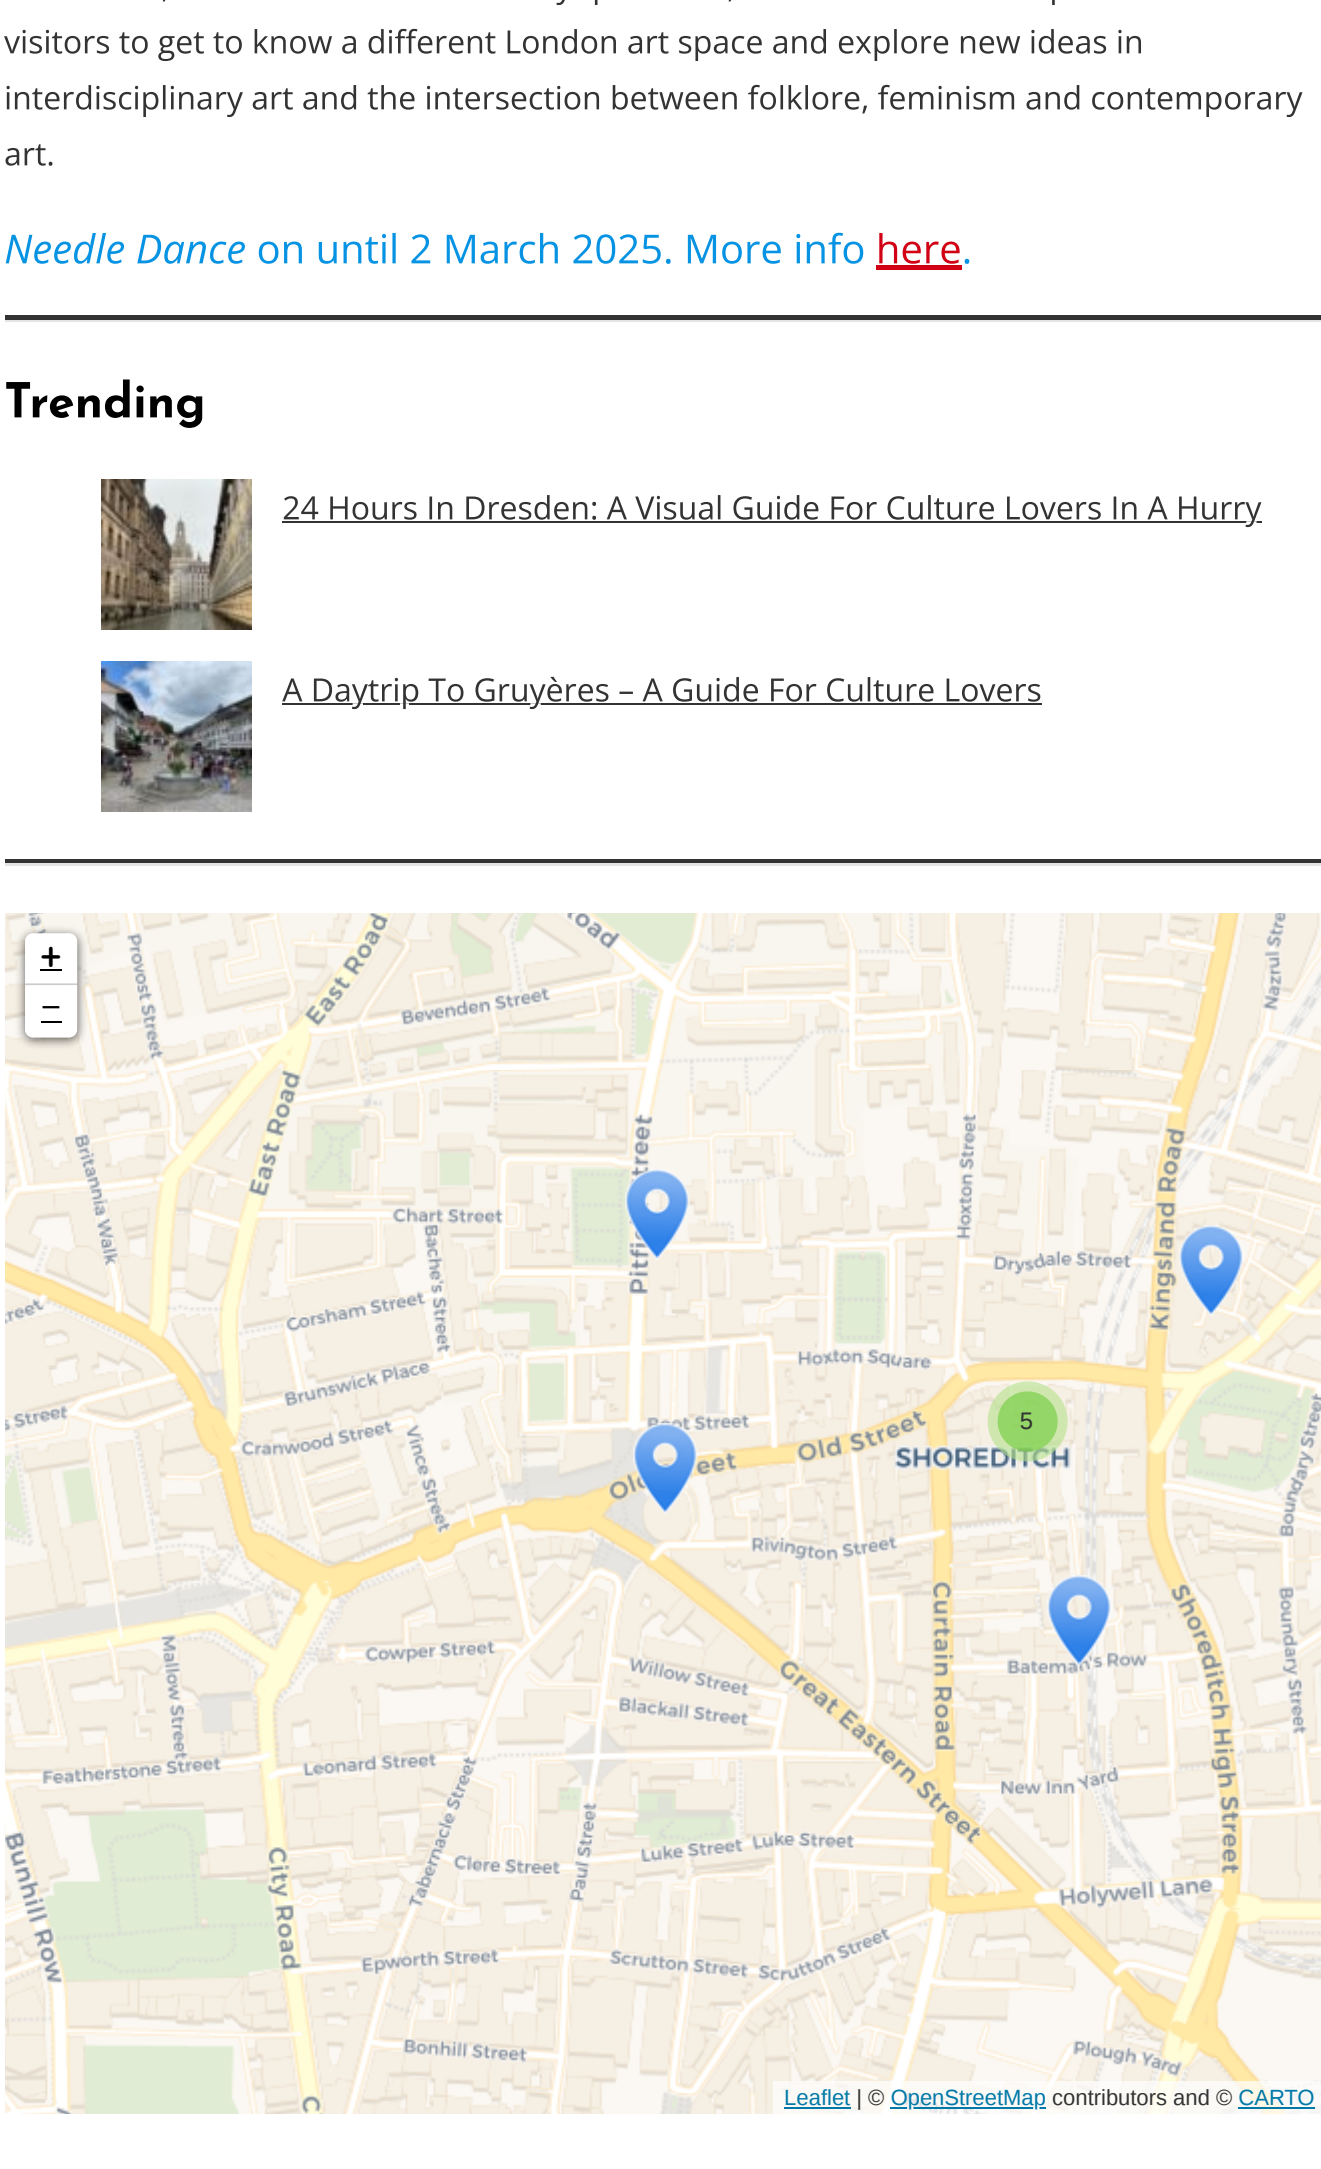 visitors to get to know a different London art space and explore new ideas in
interdisciplinary art and the intersection between folklore, feminism and contemporary
art.
Needle Dance on until 2 March 2025. More info here.
Trending
24 Hours In Dresden: A Visual Guide For Culture Lovers In A Hurry
A Daytrip To Gruyères – A Guide For Culture Lovers
+
−
Provost Street
East Road
Bevenden Street
Nazrul Stre
East Road
Britannia Walk
Hoxton Street
Kingsland Road
Chart Street
Bache's Street
Drysdale Street
Corsham Street
Hoxton Square
Brunswick Place
Cranwood Street
Vince Street
Old Street
5
SHOREDITCH
Boundary Street
Rivington Street
Curtain Road
Shoreditch High Street
Boundary Street
Mallow Street
Cowper Street
Willow Street
Bateman's Row
Blackall Street
Great Eastern Street
Featherstone Street
Leonard Street
New Inn Yard
Tabernacle Street
Bunhill Row
City Road
Paul Street
Clere Street
Luke Street
Luke Street
Holywell Lane
Epworth Street
Scrutton Street
Scrutton Street
Bonhill Street
Plough Yard
Leaflet | © OpenStreetMap contributors and © CARTO